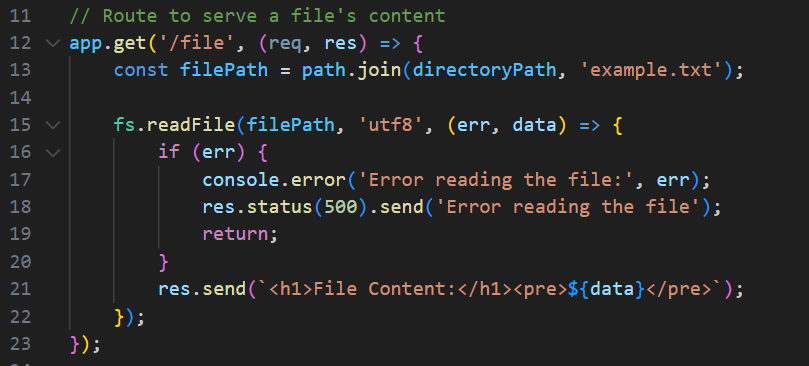 11 // Route to serve a file's content
12 app.get('/file', (req, res) => {
13 const filePath = path.join(directoryPath, 'example.txt');
14
15 fs.readFile(filePath, 'utf8', (err, data) => {
16 if (err) {
17 console.error('Error reading the file:', err);
18 res.status(500).send('Error reading the file');
19 return;
20 }
21 res.send(`<h1>File Content:</h1><pre>${data}</pre>`);
22 });
23 });